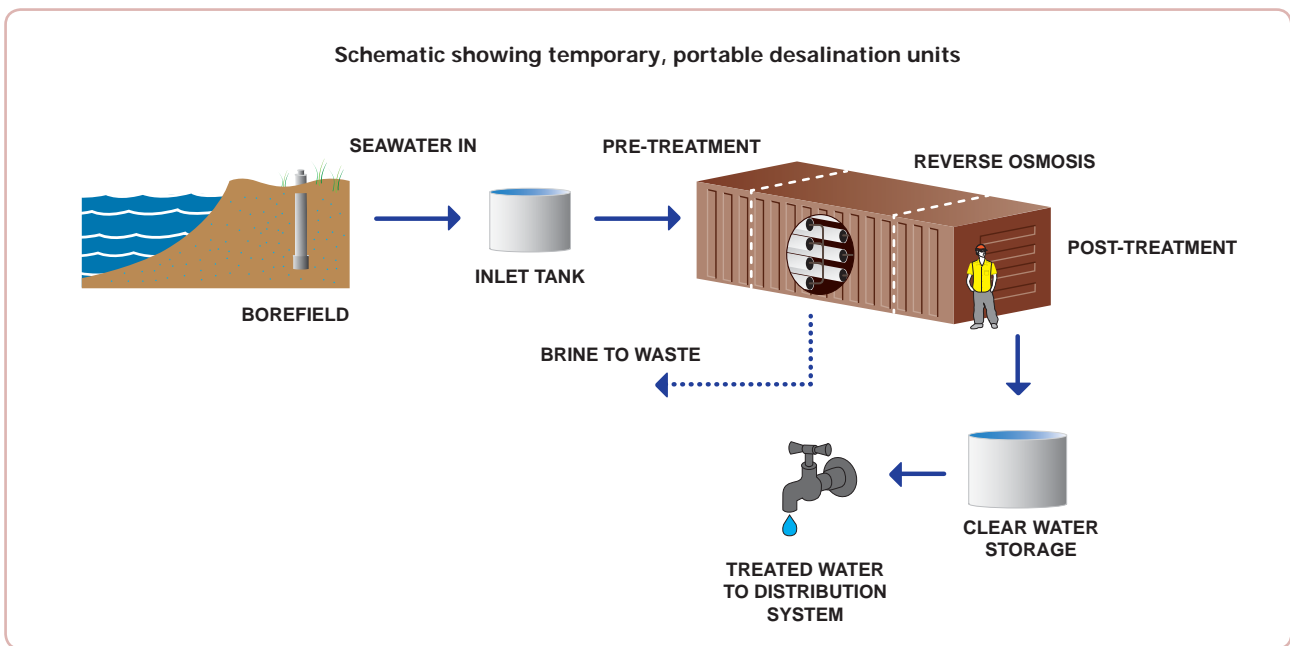 Schematic showing temporary, portable desalination units
SEAWATER IN
PRE-TREATMENT
REVERSE OSMOSIS
POST-TREATMENT
INLET TANK
BOREFIELD
BRINE TO WASTE
CLEAR WATER
STORAGE
TREATED WATER
TO DISTRIBUTION
SYSTEM